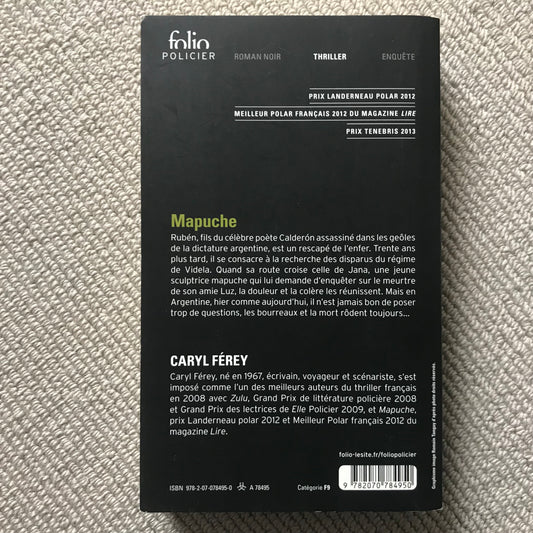 folio
POLICIER
ROMAN NOIR THRILLER ENQUÊTE
PRIX LANDERNEAU POLAR 2012
MEILLEUR POLAR FRANÇAIS 2012 DU MAGAZINE LIRE
PRIX TENEBRIS 2013
Mapuche
Rubén, fils du célèbre poète Calderón assassiné dans les geôles
de la dictature argentine, est un rescapé de l'enfer. Trente ans
plus tard, il se consacre à la recherche des disparus du régime
de Videla. Quand sa route croise celle de Jana, une jeune
sculptrice mapuche qui lui demande d'enquêter sur le meurtre
de son amie Luz, la douleur et la colère les réunissent. Mais en
Argentine, hier comme aujourd'hui, il n'est jamais bon de poser
trop de questions, les bourreaux et la mort rôdent toujours...
CARYL FÉREY
Caryl Férey, né en 1967, écrivain, voyageur et scénariste, s'est
imposé comme l'un des meilleurs auteurs du thriller français
en 2008 avec Zulu, Grand Prix de littérature policière 2008
et Grand Prix des lectrices de Elle Policier 2009, et Mapuche,
prix Landerneau polar 2012 et Meilleur Polar français 2012 du
magazine Lire.
folio-lesite.fr/foliopolicier
ISBN 978-2-07-078495-0 A 78495 Catégorie F9
9 782070 784950